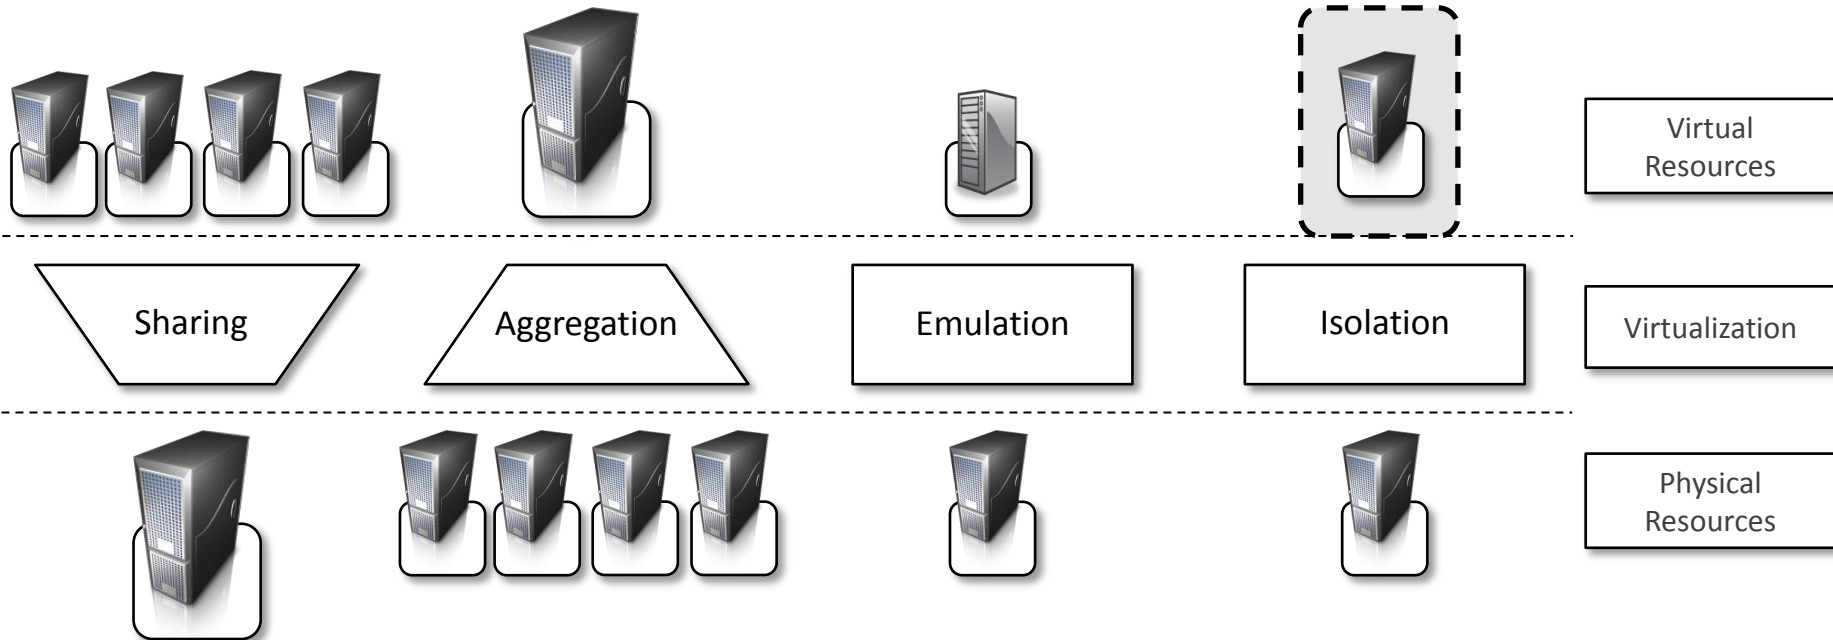 Virtual
Resources
Sharing
Aggregation
Emulation
Isolation
Virtualization
Physical
Resources